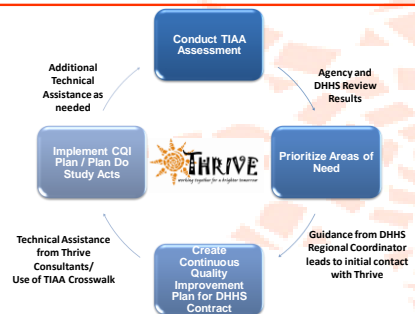 Conduct TIAA
Assessment
Additional
Technical
Assistance as
needed
Agency and
DHHS Review
Results
Implement CQI
Plan / Plan Do
Study Acts
THRIVE
working together for a brighter tomorrow
Prioritize Areas of
Need
Technical Assistance
from Thrive
Consultants/
Use of TIAA Crosswalk
Create
Continuous
Quality
Improvement
Plan for DHHS
Contract
Guidance from DHHS
Regional Coordinator
leads to initial contact
with Thrive